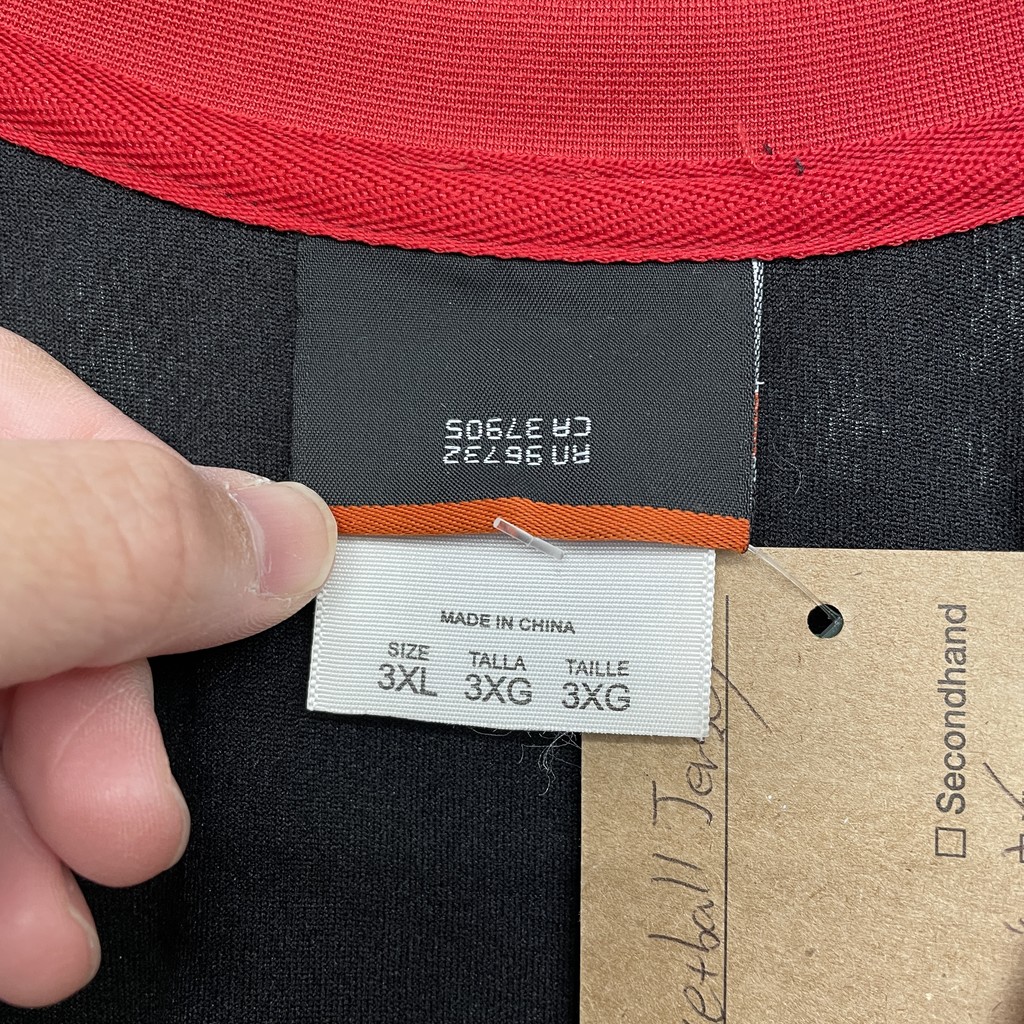 RN 96732
CA 37905
MADE IN CHINA
SIZE TALLA TAILLE
3XL 3XG 3XG
Secondhand